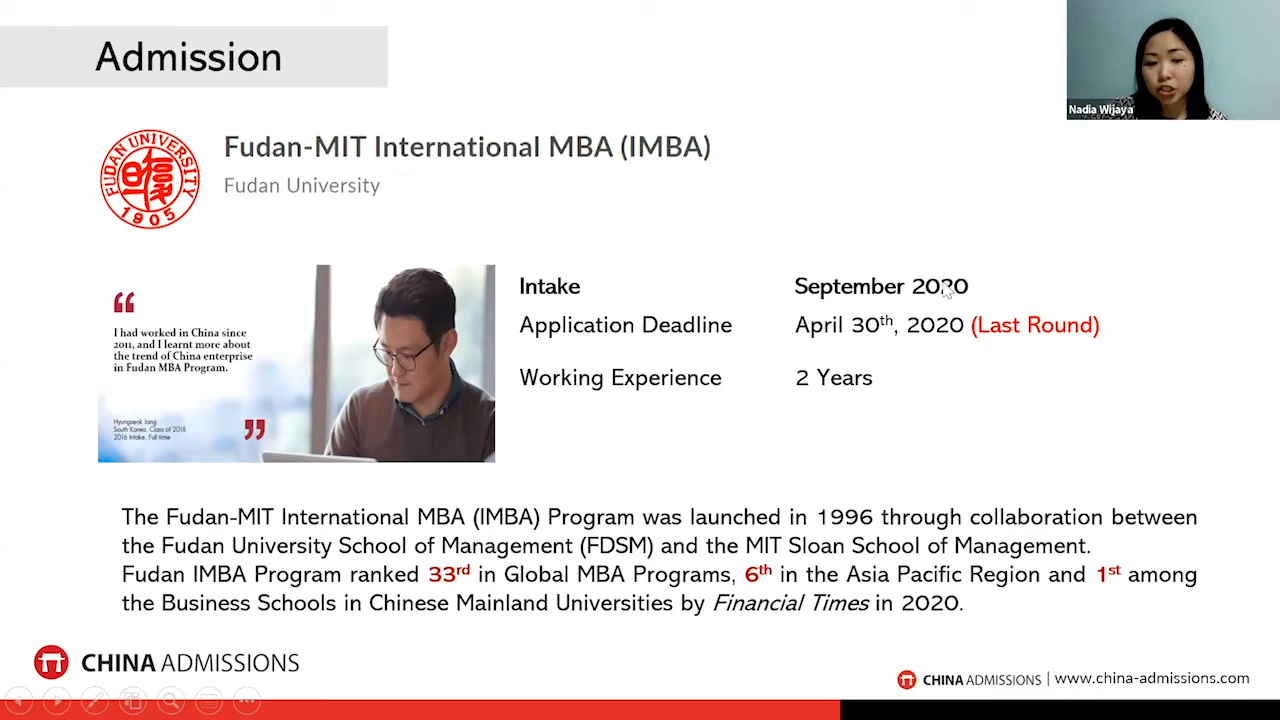 Admission
Nadia Wijaya
Fudan-MIT International MBA (IMBA)
Fudan University
FUDAN UNIVERSITY
1905
Intake September 2020
Application Deadline April 30th, 2020 (Last Round)
Working Experience 2 Years
“
I had worked in China since
2011, and I learnt more about
the trend of China enterprise
in Fudan MBA Program.
Hyungseok Jang
South Korea, Class of 2018
2016 Intake, Full time
”
The Fudan-MIT International MBA (IMBA) Program was launched in 1996 through collaboration between
the Fudan University School of Management (FDSM) and the MIT Sloan School of Management.
Fudan IMBA Program ranked 33rd in Global MBA Programs, 6th in the Asia Pacific Region and 1st among
the Business Schools in Chinese Mainland Universities by Financial Times in 2020.
CHINA ADMISSIONS
CHINA ADMISSIONS | www.china-admissions.com